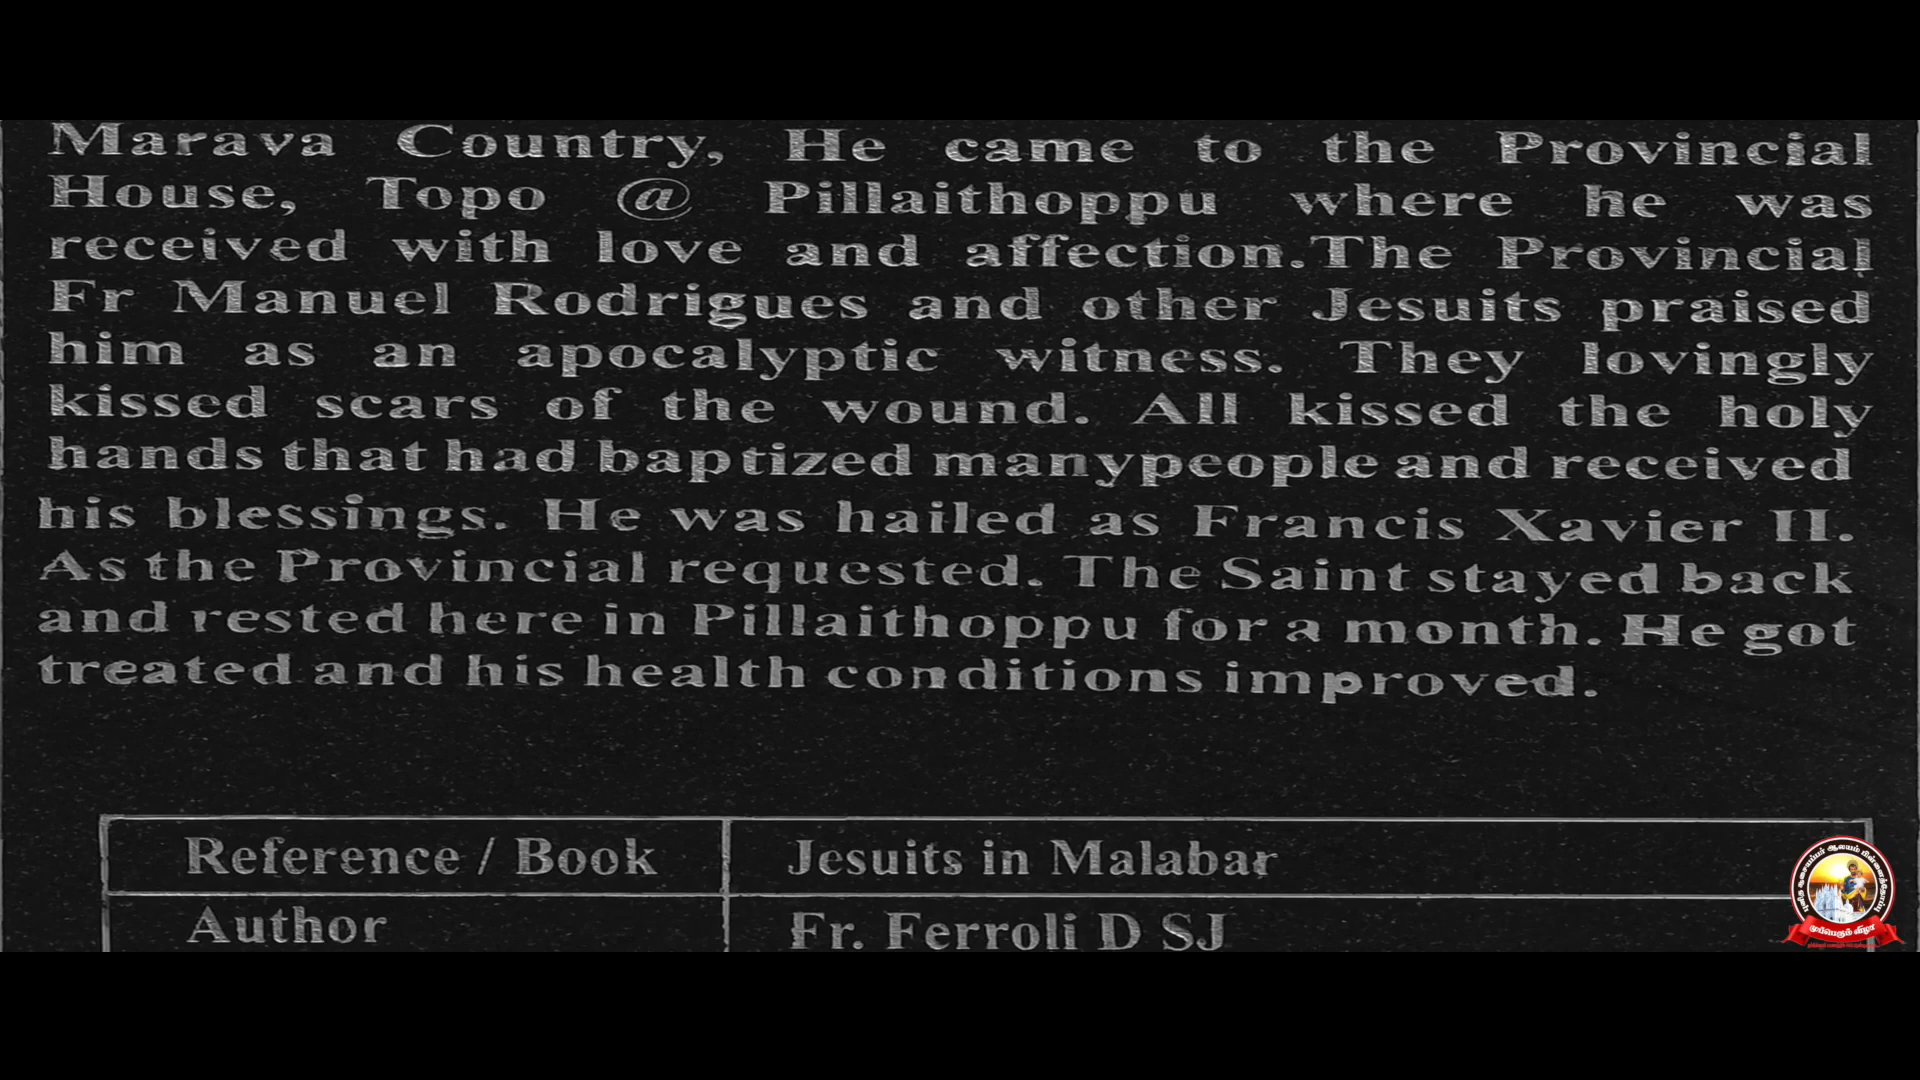 Marava Country, He came to the Provincial
House, Topo @ Pillaithoppu where he was
received with love and affection.The Provincial
Fr Manuel Rodrigues and other Jesuits praised
him as an apocalyptic witness. They lovingly
kissed scars of the wound. All kissed the holy
hands that had baptized manypeople and received
his blessings. He was hailed as Francis Xavier II.
As the Provincial requested. The Saint stayed back
and rested here in Pillaithoppu for a month. He got
treated and his health conditions improved.
Reference / Book Jesuits in Malabar
Author Fr. Ferroli D SJ
முப்பெரும் விழா